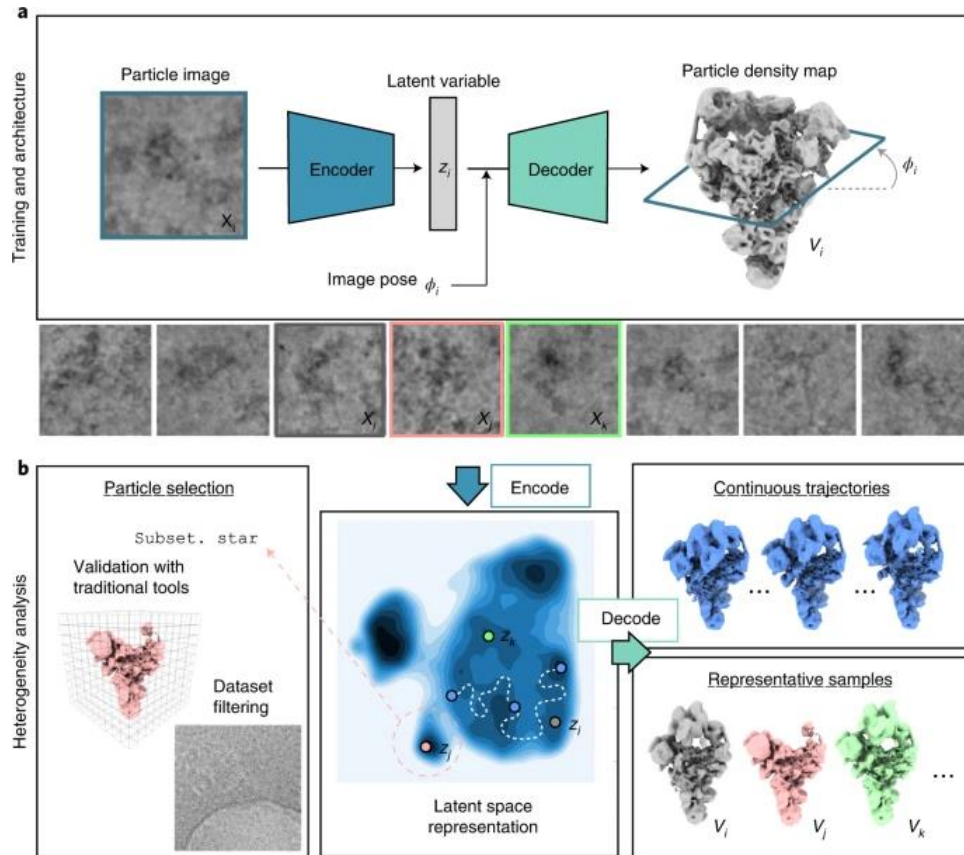 a
Training and architecture
Particle image
Latent variable
Particle density map
Encoder
z_i
Decoder
ϕ_i
X_i
V_i
Image pose ϕ_i
X_i
X_j
X_k
b
Heterogeneity analysis
Particle selection
Subset. star
Validation with
traditional tools
Dataset
filtering
Encode
z_k
z_j
z_i
Latent space
representation
Decode
Continuous trajectories
... ...
Representative samples
...
V_i
V_j
V_k